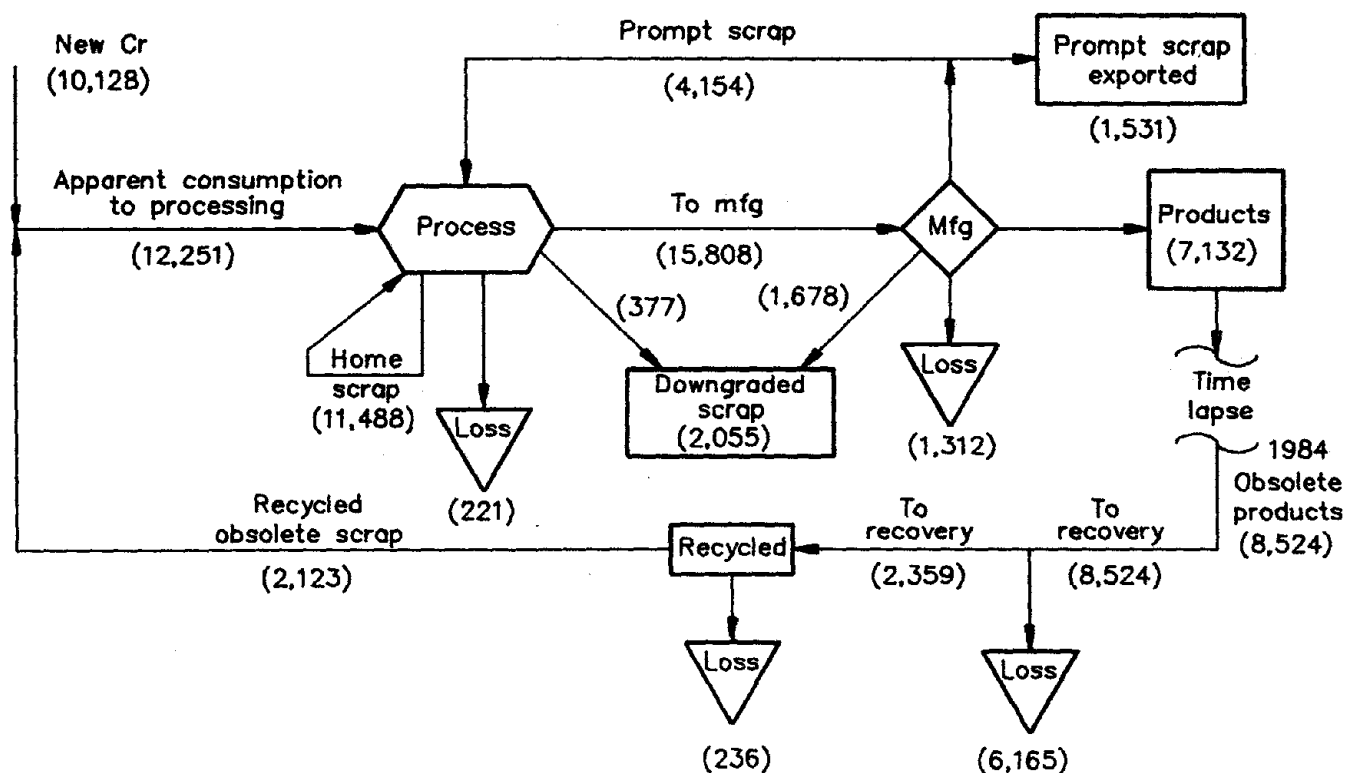 New Cr
(10,128)
Prompt scrap
(4,154)
Prompt scrap
exported
(1,531)
Apparent consumption
to processing
(12,251)
Process
To mfg
(15,808)
Mfg
Products
(7,132)
(377)
(1,678)
Home
scrap
(11,488)
Loss
(221)
Downgraded
scrap
(2,055)
Loss
(1,312)
Time
lapse
1984
Obsolete
products
(8,524)
Recycled
obsolete scrap
(2,123)
Recycled
To
recovery
(2,359)
To
recovery
(8,524)
Loss
(236)
Loss
(6,165)